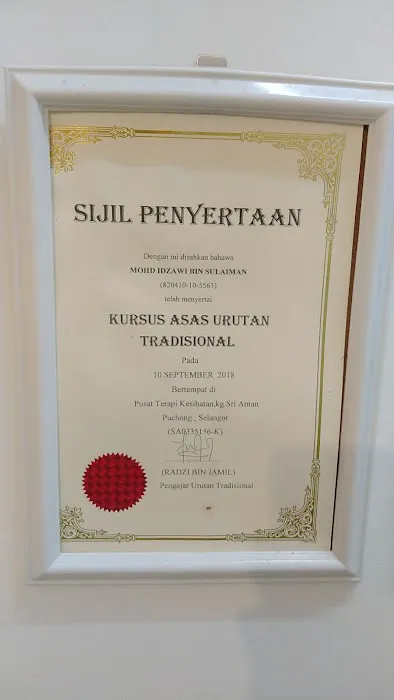 SIJIL PENYERTAAN
Dengan ini disahkan bahawa
MOHD IDZAWI BIN SULAIMAN
(820410-10-5567)
telah menyertai
KURSUS ASAS URUTAN
TRADISIONAL
Pada
10 SEPTEMBER 2018
Bertempat di
Pusat Terapi Kesihatan,kg Sri Aman
Puchong , Selangor
(SA0335156-K)
(RADZI BIN JAMIL)
Pengajar Urutan Tradisional